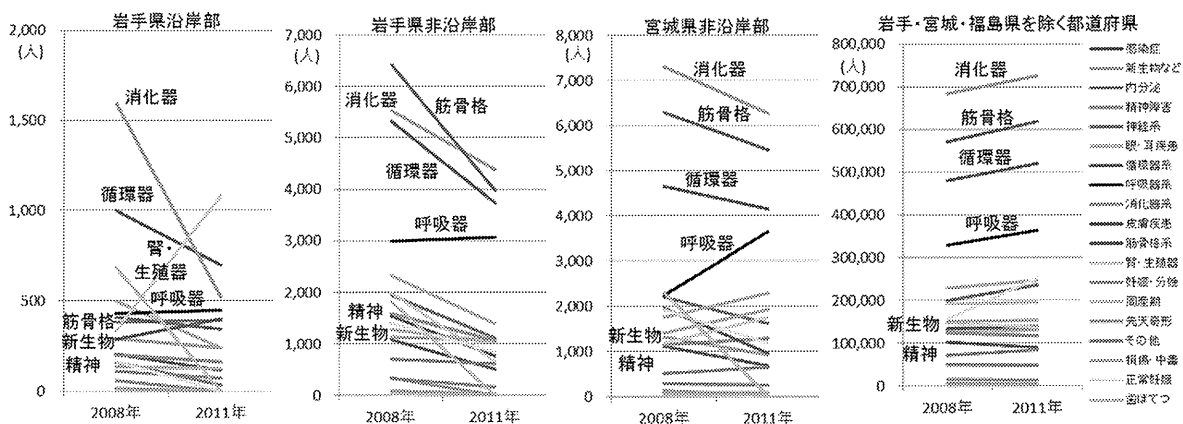 岩手県沿岸部
2,000
(人)
1,500
1,000
500
0
消化器
循環器
腎・
生殖器
呼吸器
筋骨格
新生物
精神
2008年
2011年
岩手県非沿岸部
7,000
(人)
6,000
5,000
4,000
3,000
2,000
1,000
0
消化器
筋骨格
循環器
呼吸器
精神
新生物
2008年
2011年
宮城県非沿岸部
8,000
(人)
7,000
6,000
5,000
4,000
3,000
2,000
1,000
0
消化器
筋骨格
循環器
呼吸器
新生物
精神
2008年
2011年
岩手・宮城・福島県を除く都道府県
800,000
(人)
700,000
600,000
500,000
400,000
300,000
200,000
100,000
0
消化器
筋骨格
循環器
呼吸器
新生物
精神
2008年
2011年
感染症
新生物など
内分泌
精神障害
神経系
眼・耳疾患
循環器系
呼吸器系
消化器系
皮膚疾患
筋骨格系
腎・生殖器
妊娠・分娩
周産期
先天奇形
その他
損傷・中毒
正常妊娠
歯ほてつ